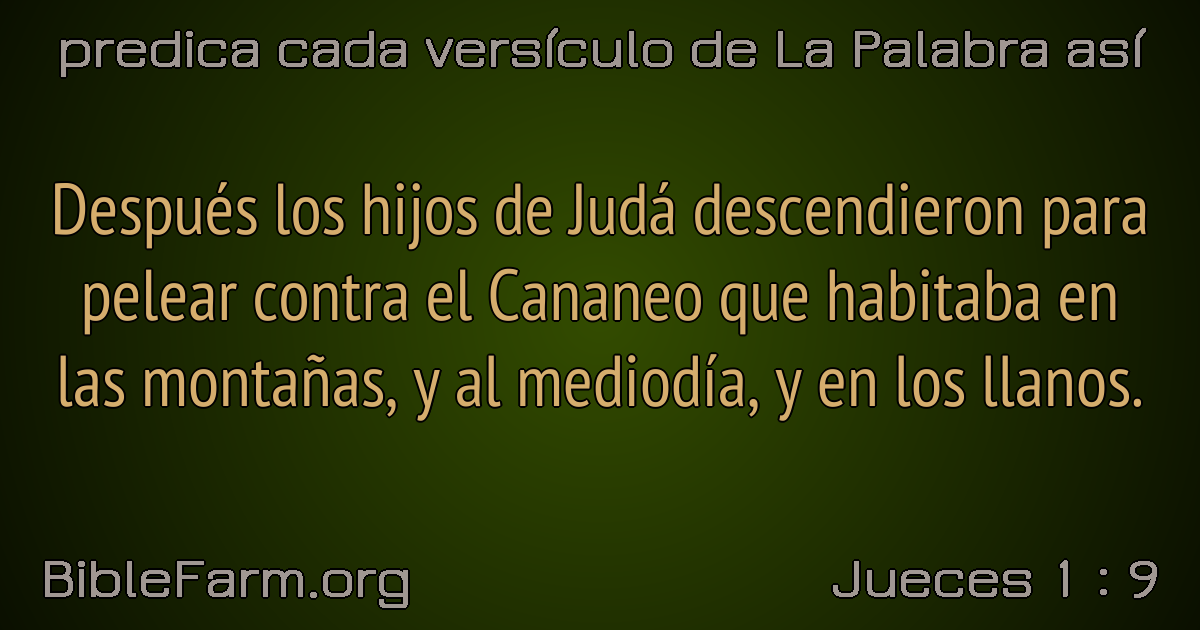 predica cada versículo de La Palabra así
Después los hijos de Judá descendieron para
pelear contra el Cananeo que habitaba en
las montañas, y al mediodía, y en los llanos.
BibleFarm.org
Jueces 1 : 9